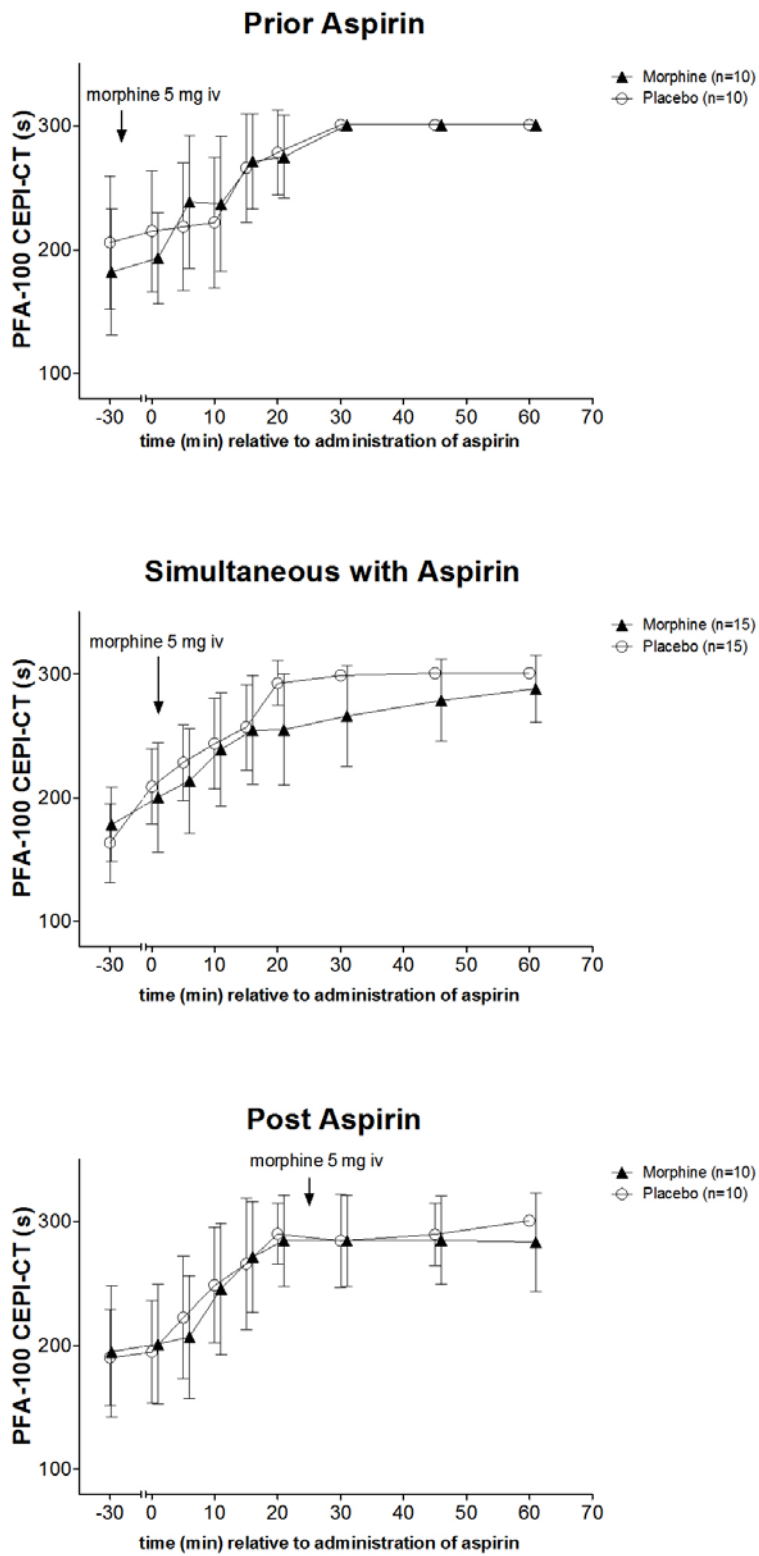 Prior Aspirin
morphine 5 mg iv
Morphine (n=10)
Placebo (n=10)
PFA-100 CEPI-CT (s)
300
200
100
-30 0 10 20 30 40 50 60 70
time (min) relative to administration of aspirin
Simultaneous with Aspirin
morphine 5 mg iv
Morphine (n=15)
Placebo (n=15)
PFA-100 CEPI-CT (s)
300
200
100
-30 0 10 20 30 40 50 60 70
time (min) relative to administration of aspirin
Post Aspirin
morphine 5 mg iv
Morphine (n=10)
Placebo (n=10)
PFA-100 CEPI-CT (s)
300
200
100
-30 0 10 20 30 40 50 60 70
time (min) relative to administration of aspirin